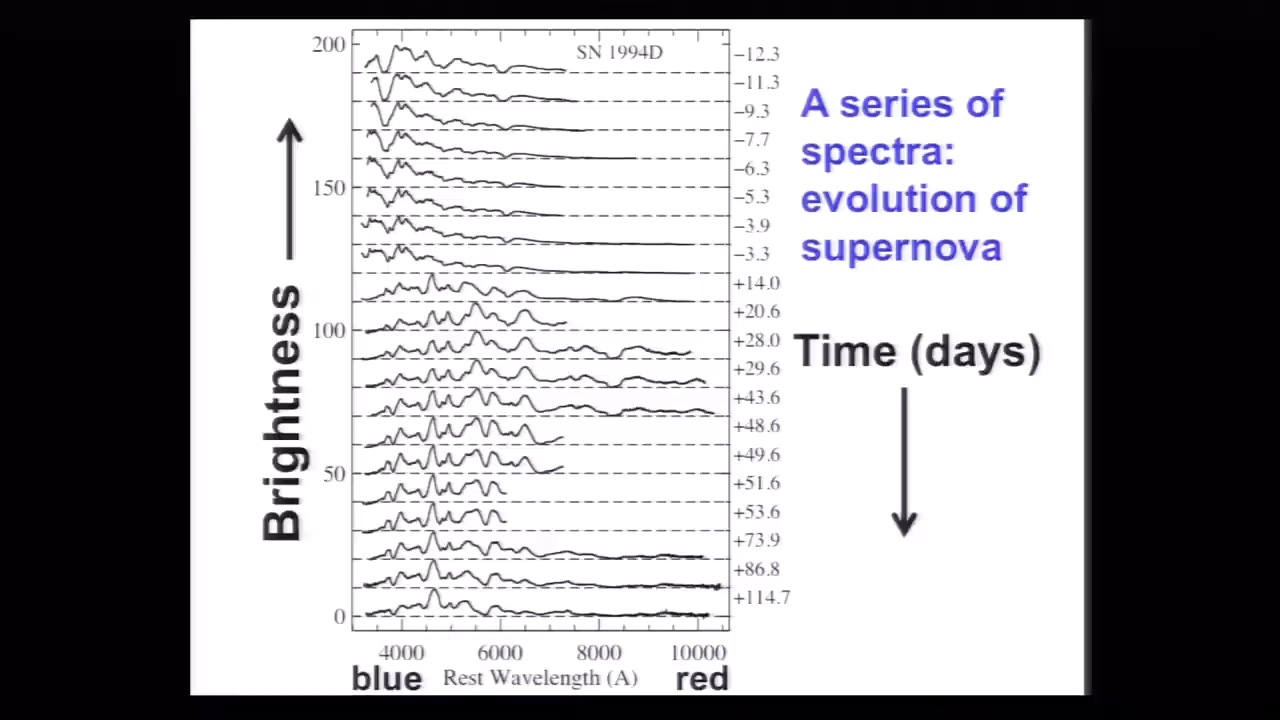 200
SN 1994D
−12.3
−11.3
−9.3
−7.7
−6.3
150
−5.3
−3.9
−3.3
+14.0
+20.6
100
+28.0
+29.6
+43.6
+48.6
+49.6
50
+51.6
+53.6
+73.9
+86.8
+114.7
0
Brightness
A series of
spectra:
evolution of
supernova
Time (days)
4000
6000
8000
10000
blue
Rest Wavelength (A)
red